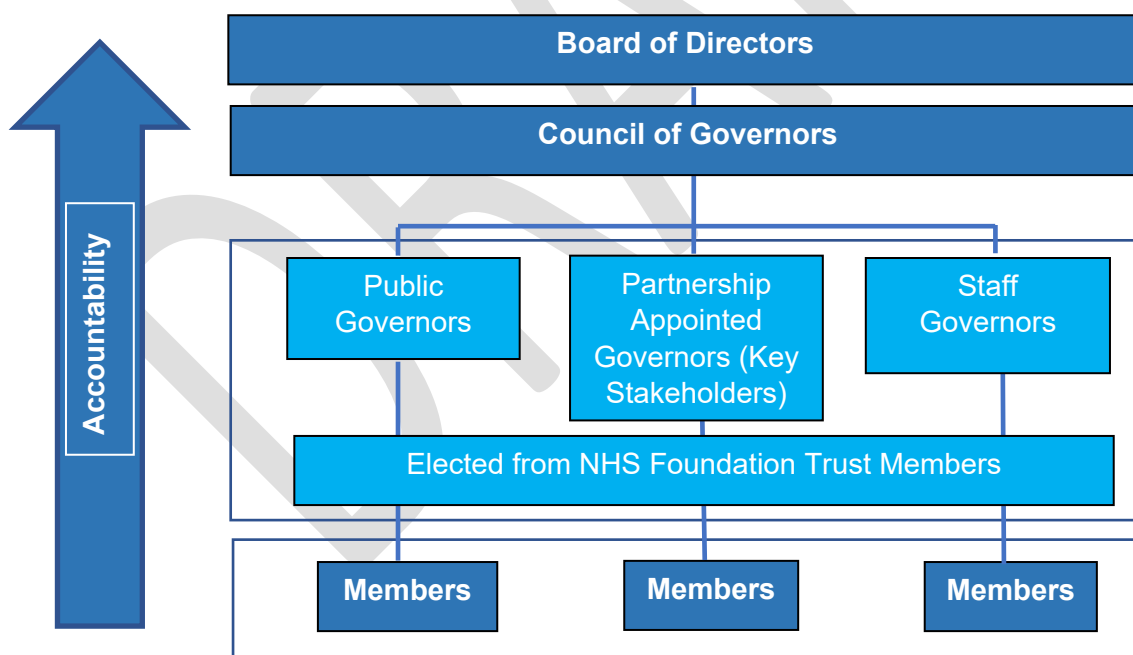 Board of Directors
Council of Governors
Accountability
Public
Governors
Partnership
Appointed
Governors (Key
Stakeholders)
Staff
Governors
Elected from NHS Foundation Trust Members
Members
Members
Members